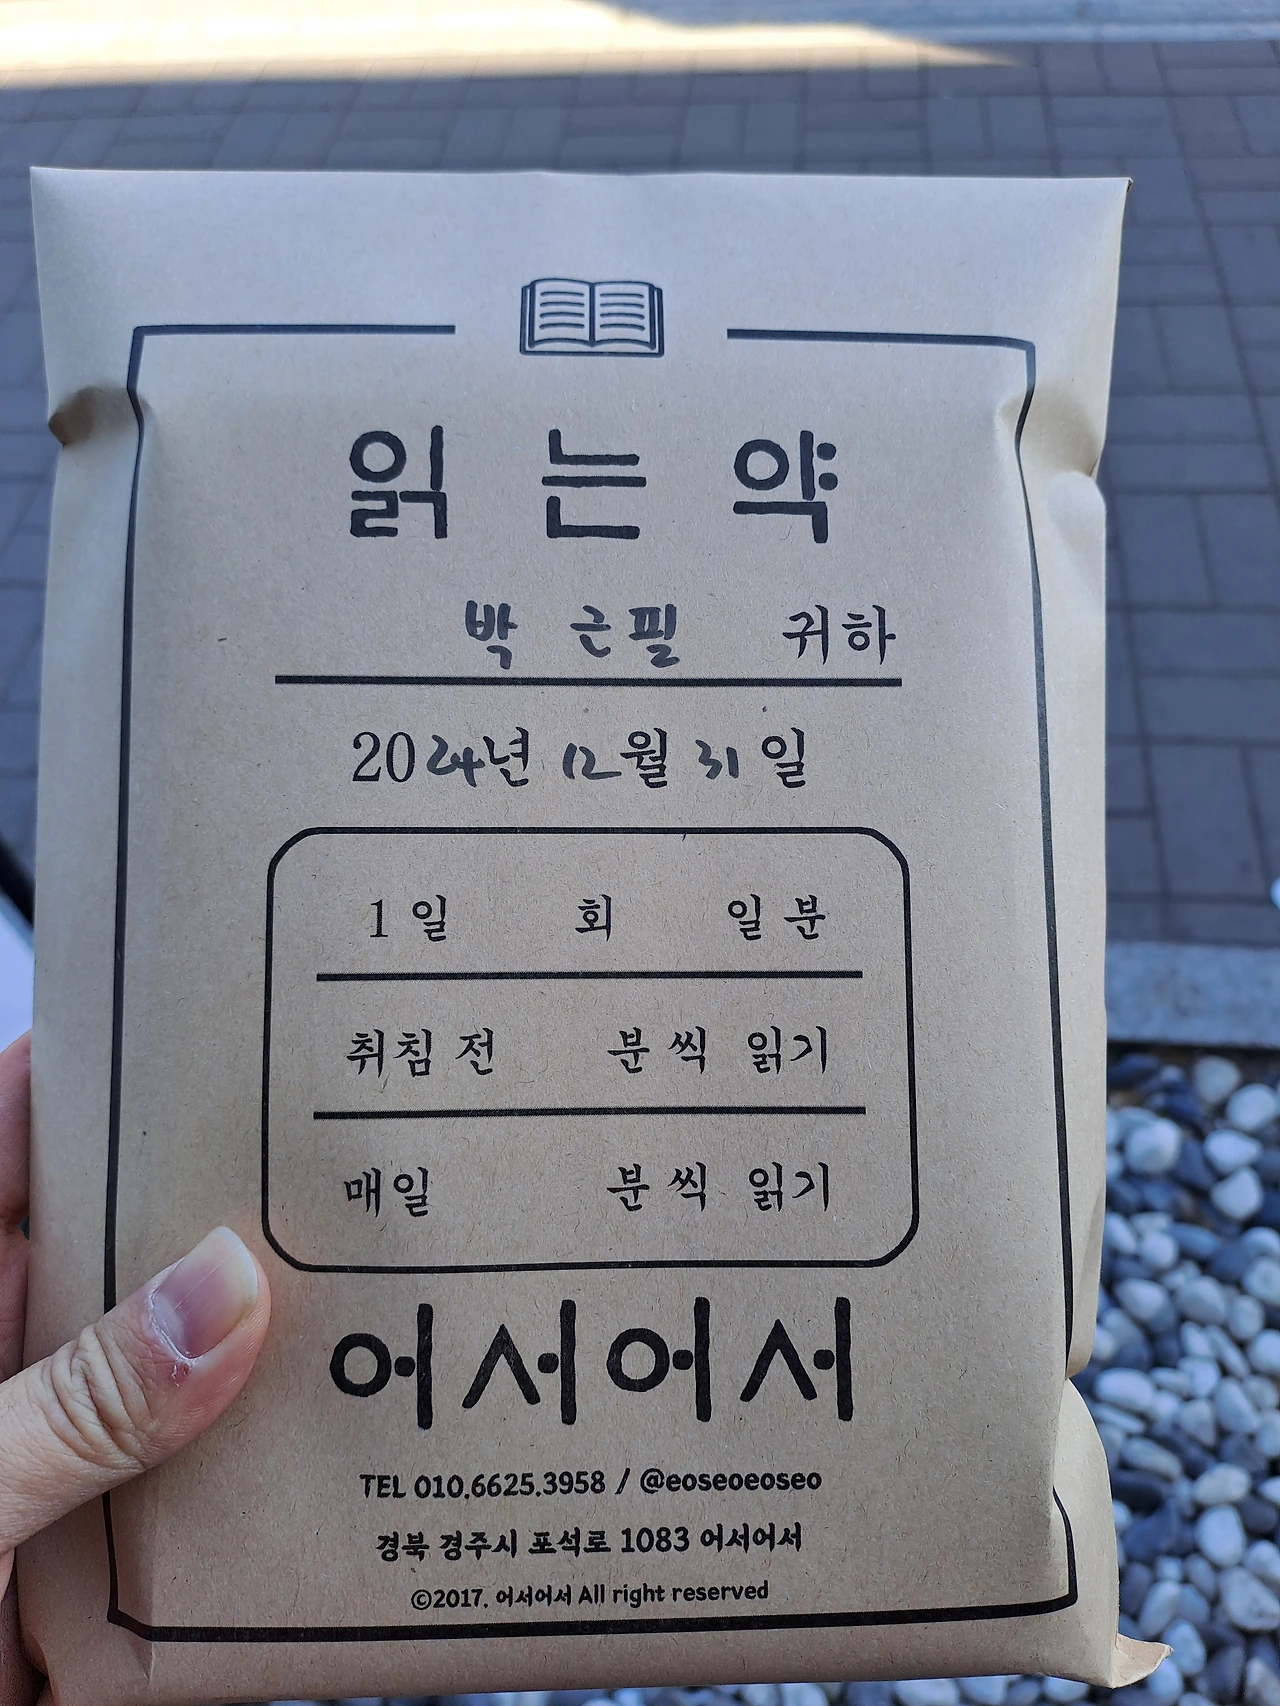 읽는약
박 근필 귀하
2024년 12월 31일
1일 회 일분
취침 전 분씩 읽기
매일 분씩 읽기
어서어서
TEL 010.6625.3958 / @eoseoeoseo
경북 경주시 포석로 1083 어서어서
©2017. 어서어서 All right reserved